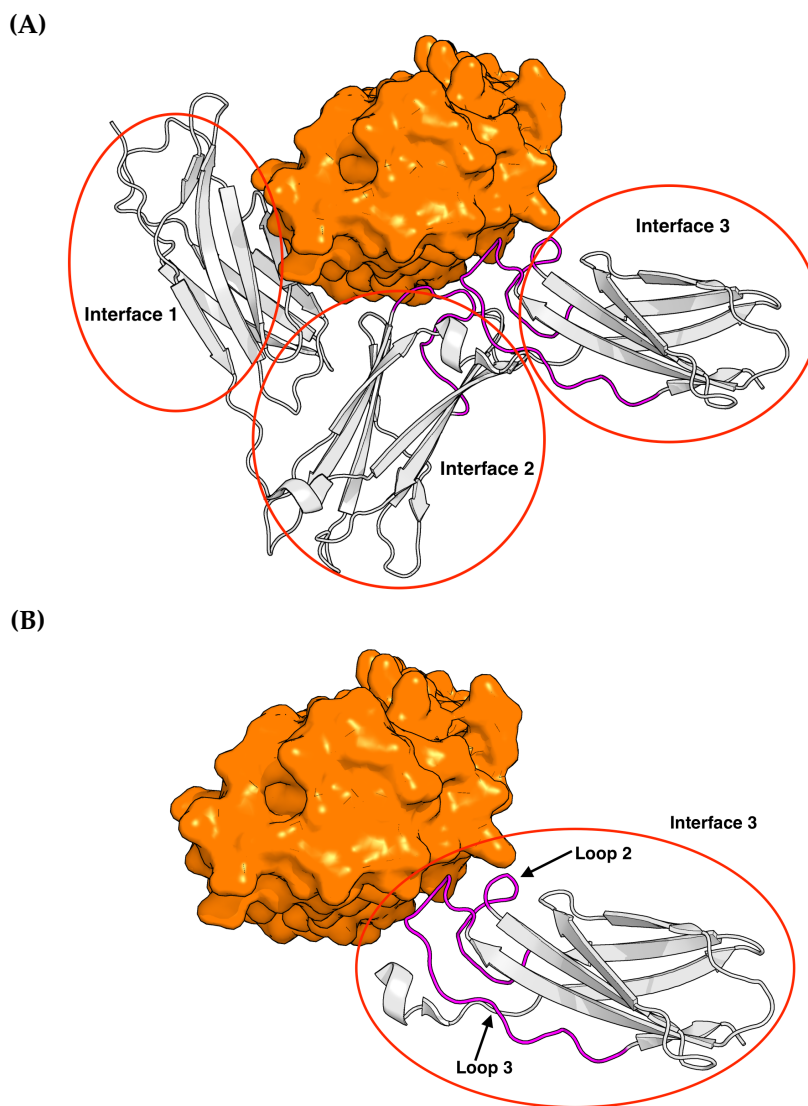 (A)
Interface 3
Interface 1
Interface 2
(B)
Interface 3
Loop 2
Loop 3